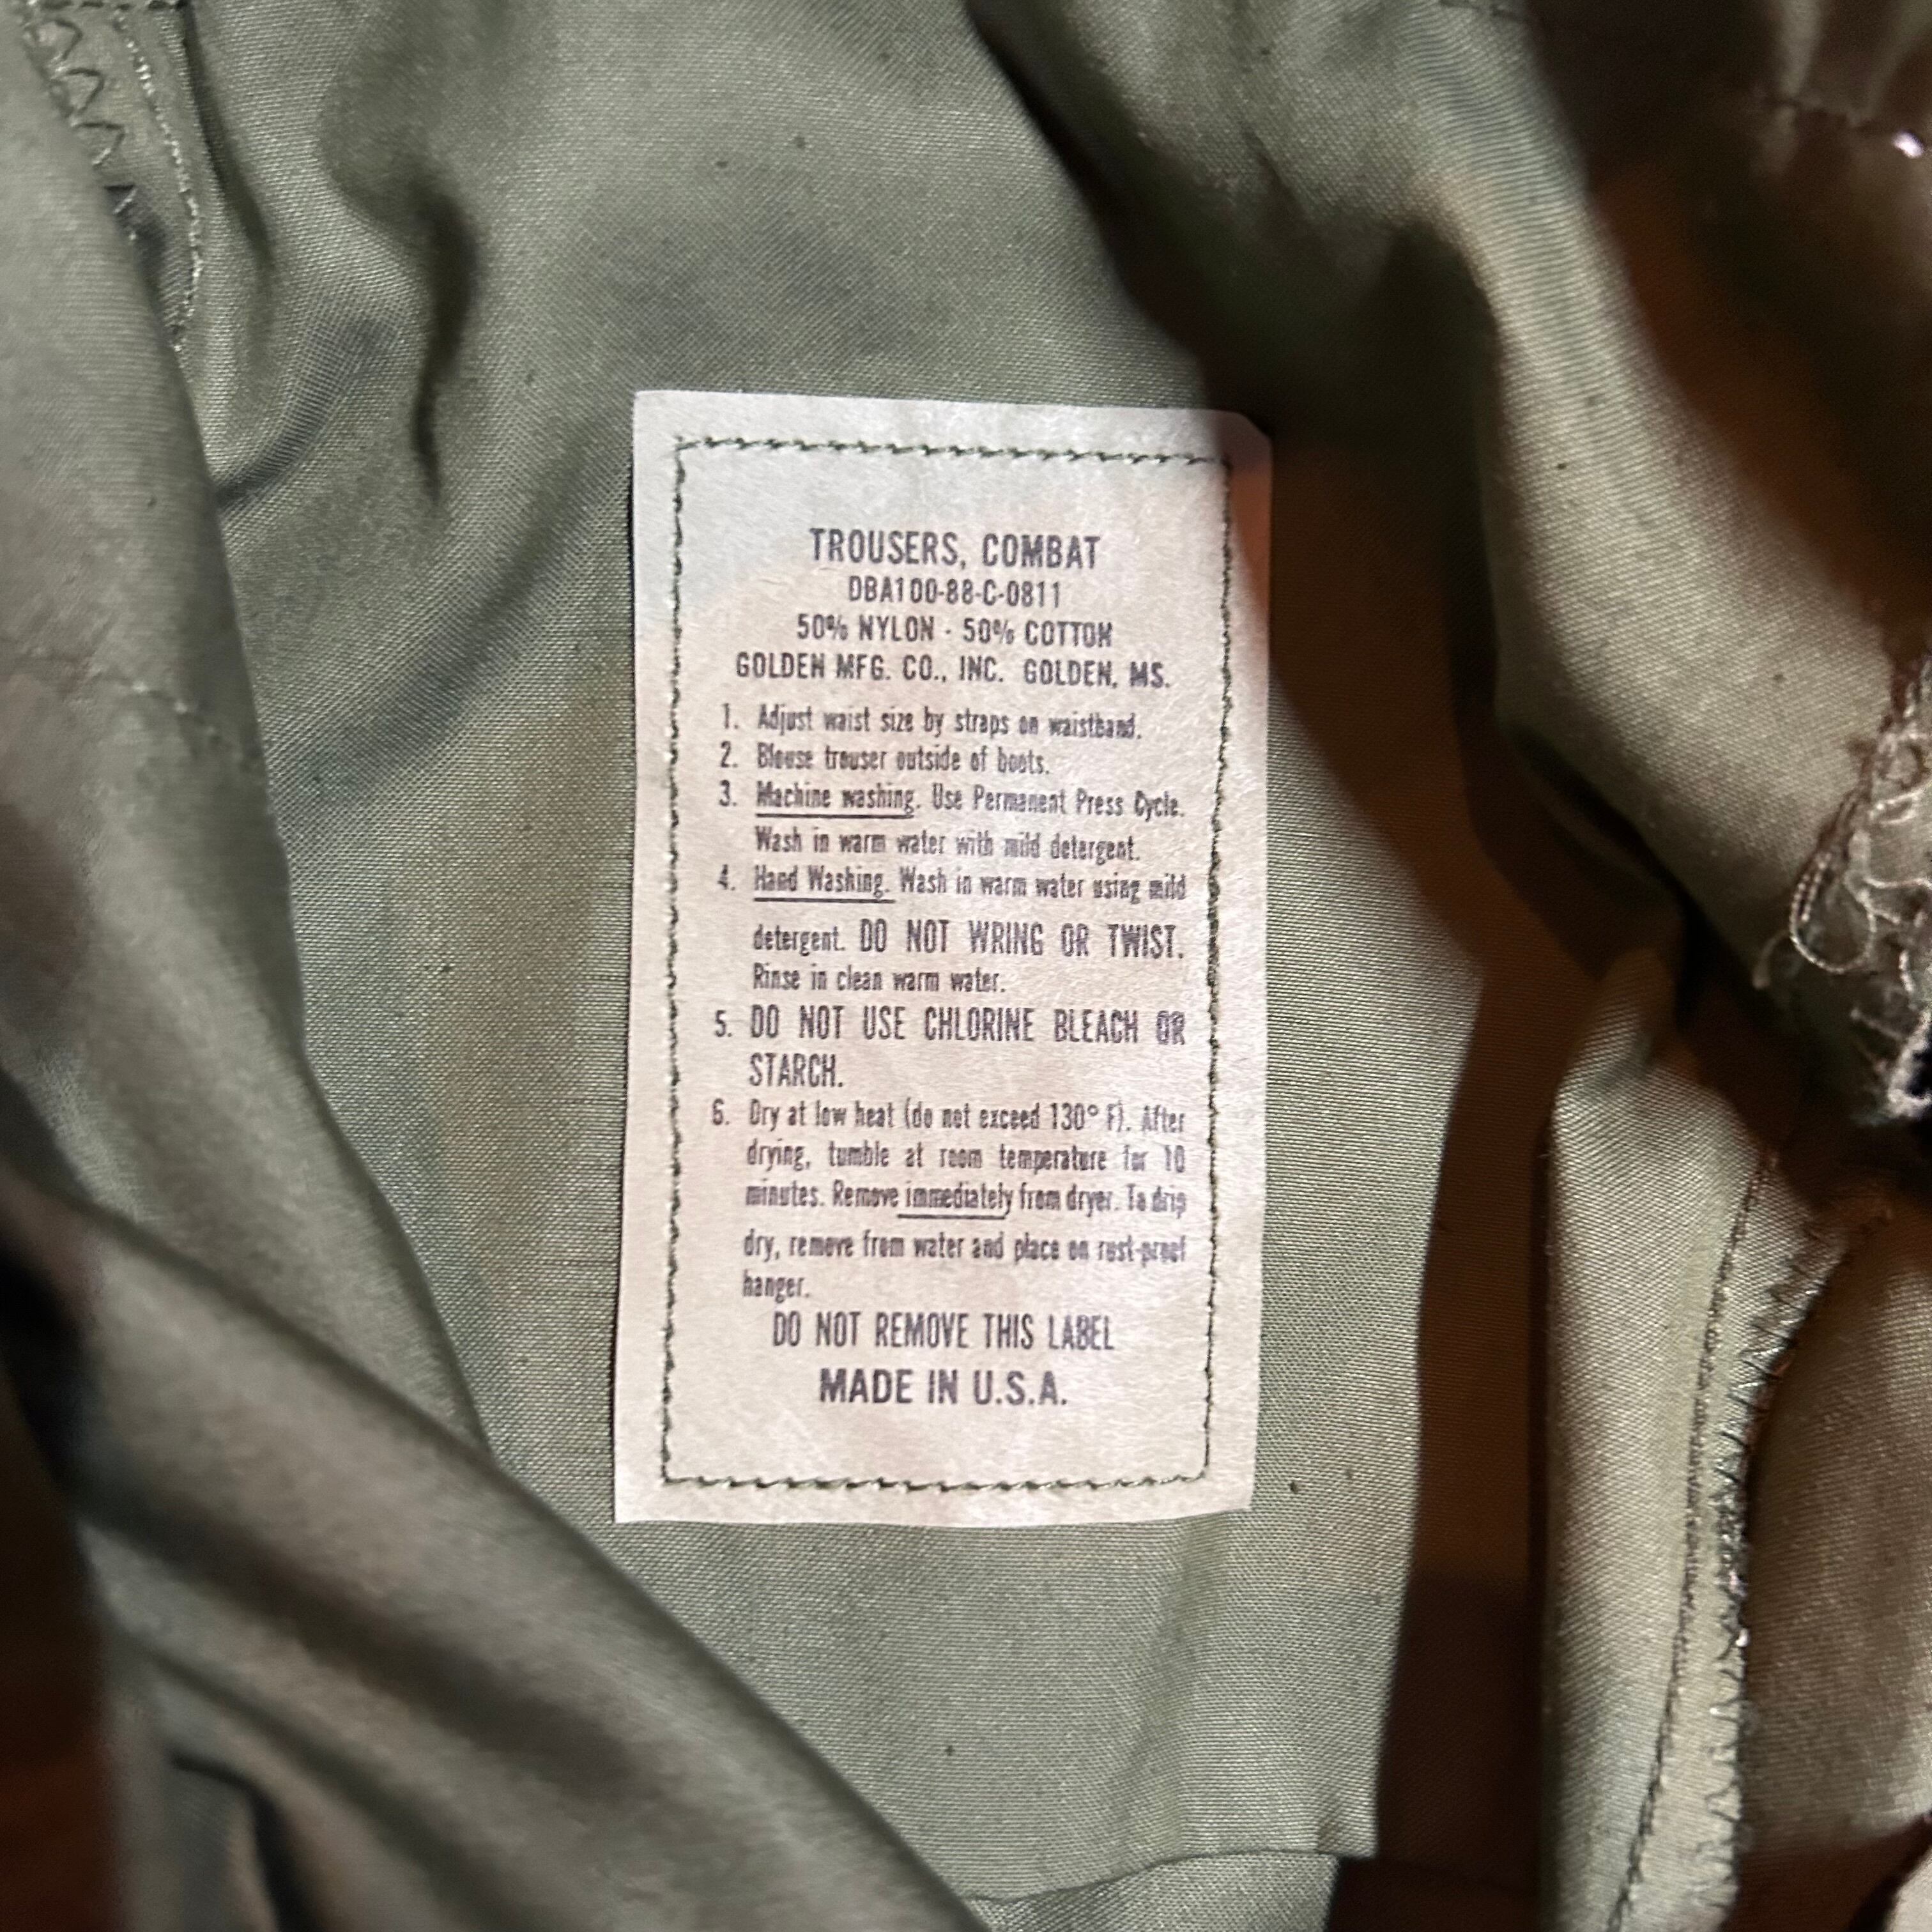 TROUSERS, COMBAT
DBA100-88-C-0811
50% NYLON - 50% COTTON
GOLDEN MFG. CO., INC. GOLDEN, MS.
1. Adjust waist size by straps on waistband.
2. Blouse trouser outside of boots.
3. Machine washing. Use Permanent Press Cycle.
Wash in warm water with mild detergent.
4. Hand Washing. Wash in warm water using mild
detergent. DO NOT WRING OR TWIST.
Rinse in clean warm water.
5. DO NOT USE CHLORINE BLEACH OR
STARCH.
6. Dry at low heat (do not exceed 130° F). After
drying, tumble at room temperature for 10
minutes. Remove immediately from dryer. To drip
dry, remove from water and place on rust-proof
hanger.
DO NOT REMOVE THIS LABEL
MADE IN U.S.A.